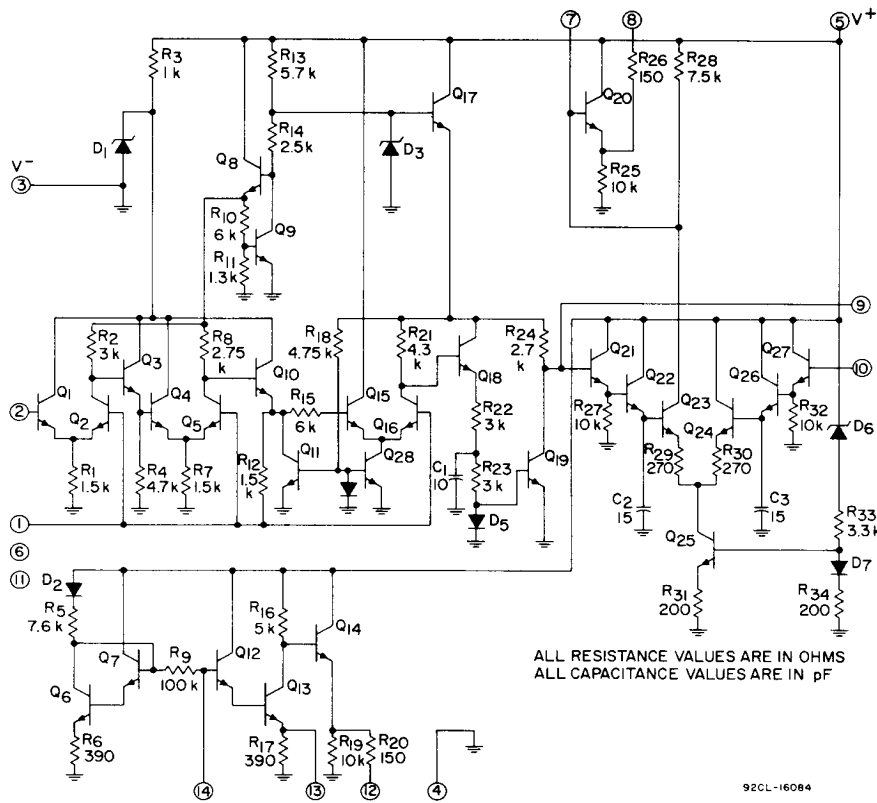 7 8 5 V+
R3 1 k
R13 5.7 k
R26 150
R28 7.5 k
Q17
Q20
D1
R14 2.5 k
V- 3
Q8
D3
R25 10 k
R10 6 k
Q9
R11 1.3 k
9
R2 3 k
Q3
R8 2.75 k
R18 4.75 k
R21 4.3 k
R24 2.7 k
Q21
Q27
Q1
Q4
Q10
Q18
Q22
Q26
10
2
Q2
Q5
R15 6 k
Q15
Q16
R22 3 k
R27 10 k
Q23
Q24
R32 10 k
D6
Q11
Q28
R1 1.5 k
R4 4.7 k
R7 1.5 k
R12 1.5 k
C1 10
R23 3 k
Q19
R29 270
R30 270
1
C2 15
C3 15
R33 3.3 k
6
D5
Q25
11
D2
D7
R5 7.6 k
R16 5 k
Q14
R31 200
R34 200
Q7
R9 100 k
Q12
Q6
Q13
ALL RESISTANCE VALUES ARE IN OHMS
ALL CAPACITANCE VALUES ARE IN pF
R6 390
R17 390
R19 10 k
R20 150
14 13 12 4
92CL-16084